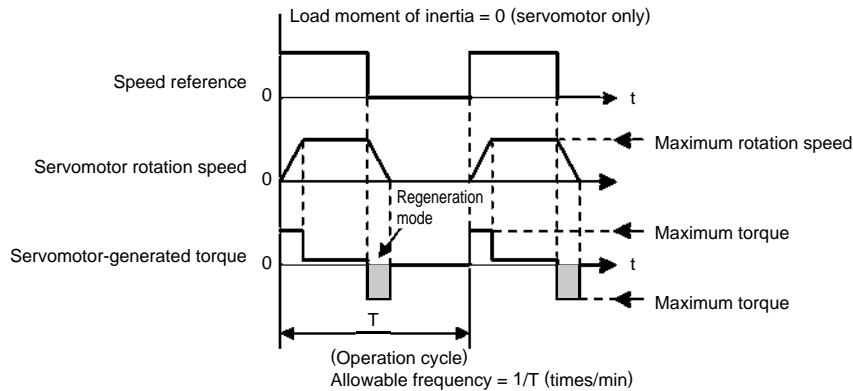 Load moment of inertia = 0 (servomotor only)
Speed reference
0
t
Maximum rotation speed
Servomotor rotation speed
0
Regeneration
mode
Maximum torque
Servomotor-generated torque
0
t
Maximum torque
T
(Operation cycle)
Allowable frequency = 1/T (times/min)